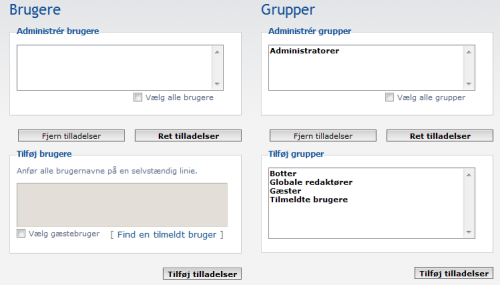 Brugere
Administrér brugere
Vælg alle brugere
Fjern tilladelser
Ret tilladelser
Tilføj brugere
Anfør alle brugernavne på en selvstændig linie.
Vælg gæstebruger
[ Find en tilmeldt bruger ]
Tilføj tilladelser
Grupper
Administrér grupper
Administratorer
Vælg alle grupper
Fjern tilladelser
Ret tilladelser
Tilføj grupper
Botter
Globale redaktører
Gæster
Tilmeldte brugere
Tilføj tilladelser